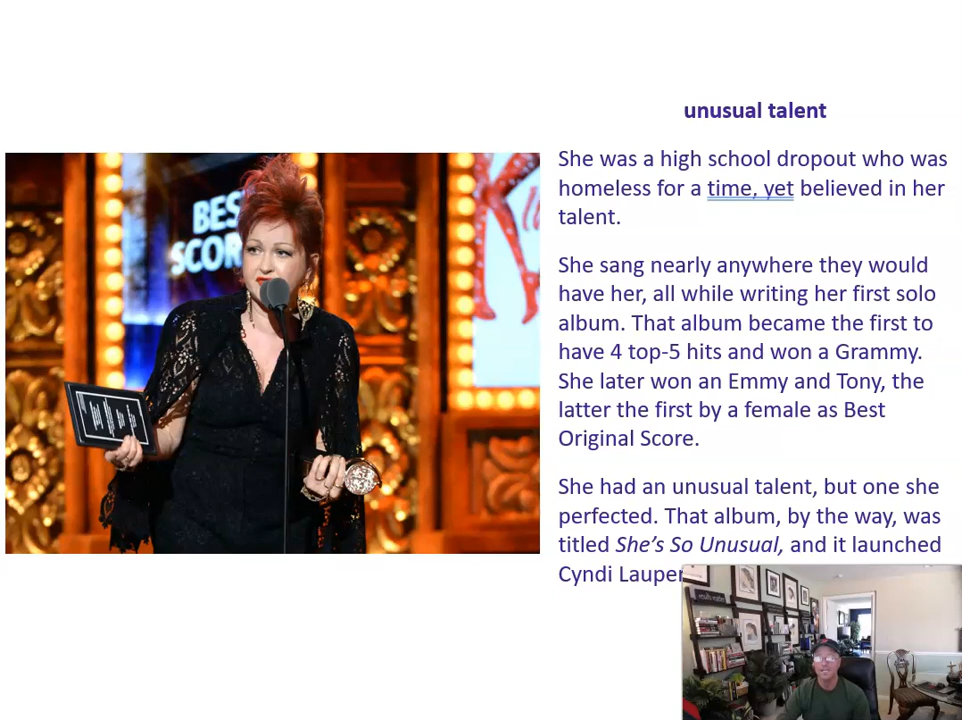 unusual talent
She was a high school dropout who was
homeless for a time, yet believed in her
talent.
She sang nearly anywhere they would
have her, all while writing her first solo
album. That album became the first to
have 4 top-5 hits and won a Grammy.
She later won an Emmy and Tony, the
latter the first by a female as Best
Original Score.
She had an unusual talent, but one she
perfected. That album, by the way, was
titled She’s So Unusual, and it launched
Cyndi Lauper
BES
SCOR
results matter